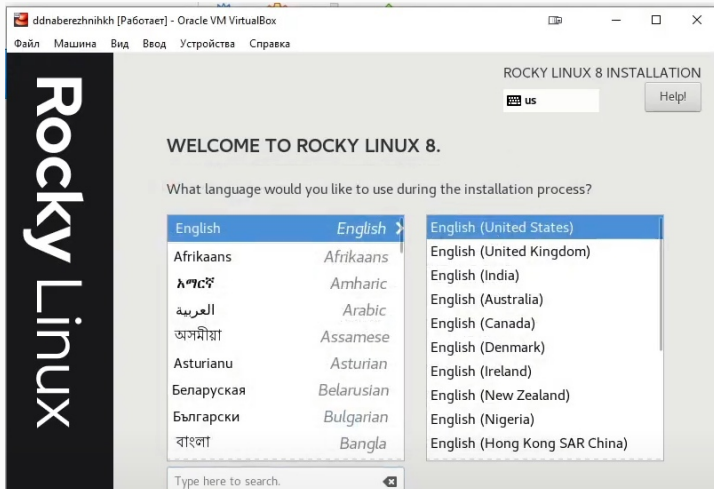 ddnaberezhnikh [Работает] - Oracle VM VirtualBox
Файл Машина Вид Ввод Устройства Справка
Rocky Linux
ROCKY LINUX 8 INSTALLATION
us
Help!
WELCOME TO ROCKY LINUX 8.
What language would you like to use during the installation process?
English English
Afrikaans Afrikaans
አማርኛ Amharic
العربية Arabic
অসমীয়া Assamese
Asturianu Asturian
Беларуская Belarusian
Български Bulgarian
বাংলা Bangla
Type here to search.
English (United States)
English (United Kingdom)
English (India)
English (Australia)
English (Canada)
English (Denmark)
English (Ireland)
English (New Zealand)
English (Nigeria)
English (Hong Kong SAR China)